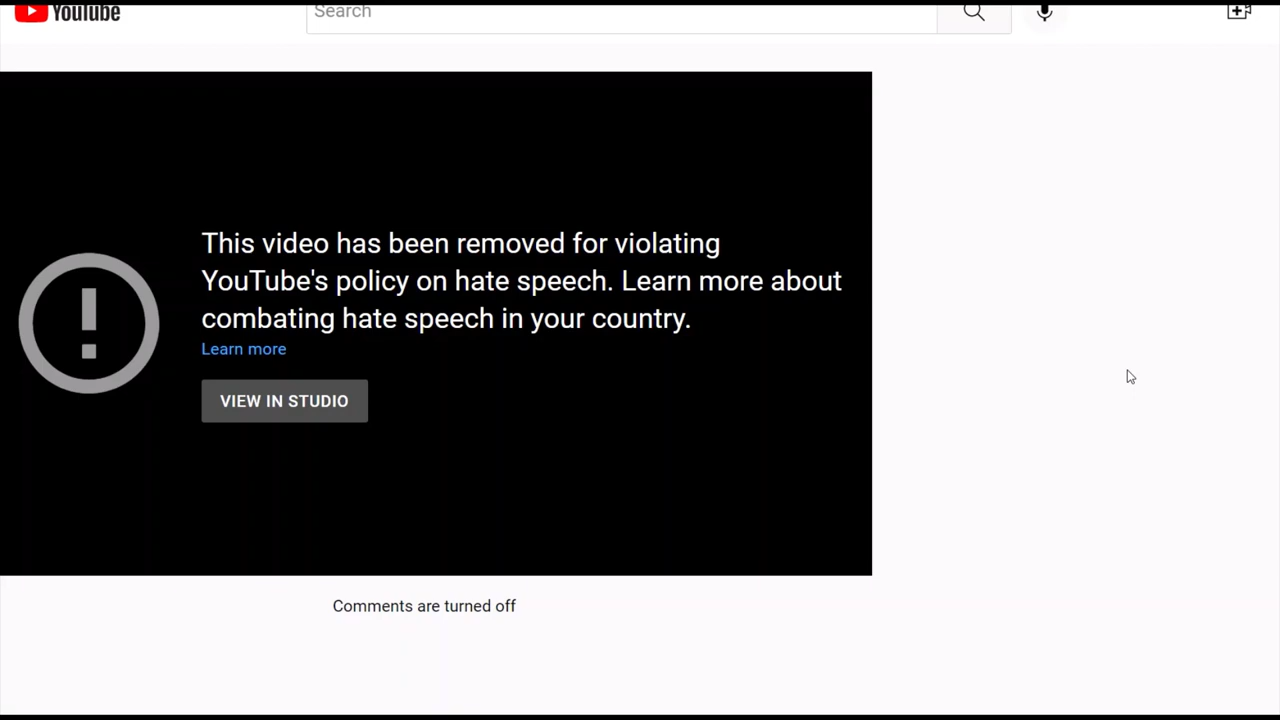 YouTube
Search
This video has been removed for violating
YouTube's policy on hate speech. Learn more about
combating hate speech in your country.
Learn more
VIEW IN STUDIO
Comments are turned off